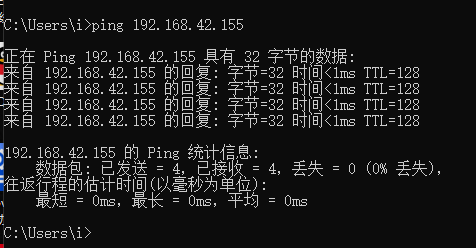 C:\Users\i>ping 192.168.42.155
正在 Ping 192.168.42.155 具有 32 字节的数据:
来自 192.168.42.155 的回复: 字节=32 时间<1ms TTL=128
来自 192.168.42.155 的回复: 字节=32 时间<1ms TTL=128
来自 192.168.42.155 的回复: 字节=32 时间<1ms TTL=128
来自 192.168.42.155 的回复: 字节=32 时间<1ms TTL=128
192.168.42.155 的 Ping 统计信息:
数据包: 已发送 = 4, 已接收 = 4, 丢失 = 0 (0% 丢失),
往返行程的估计时间(以毫秒为单位):
最短 = 0ms, 最长 = 0ms, 平均 = 0ms
C:\Users\i>